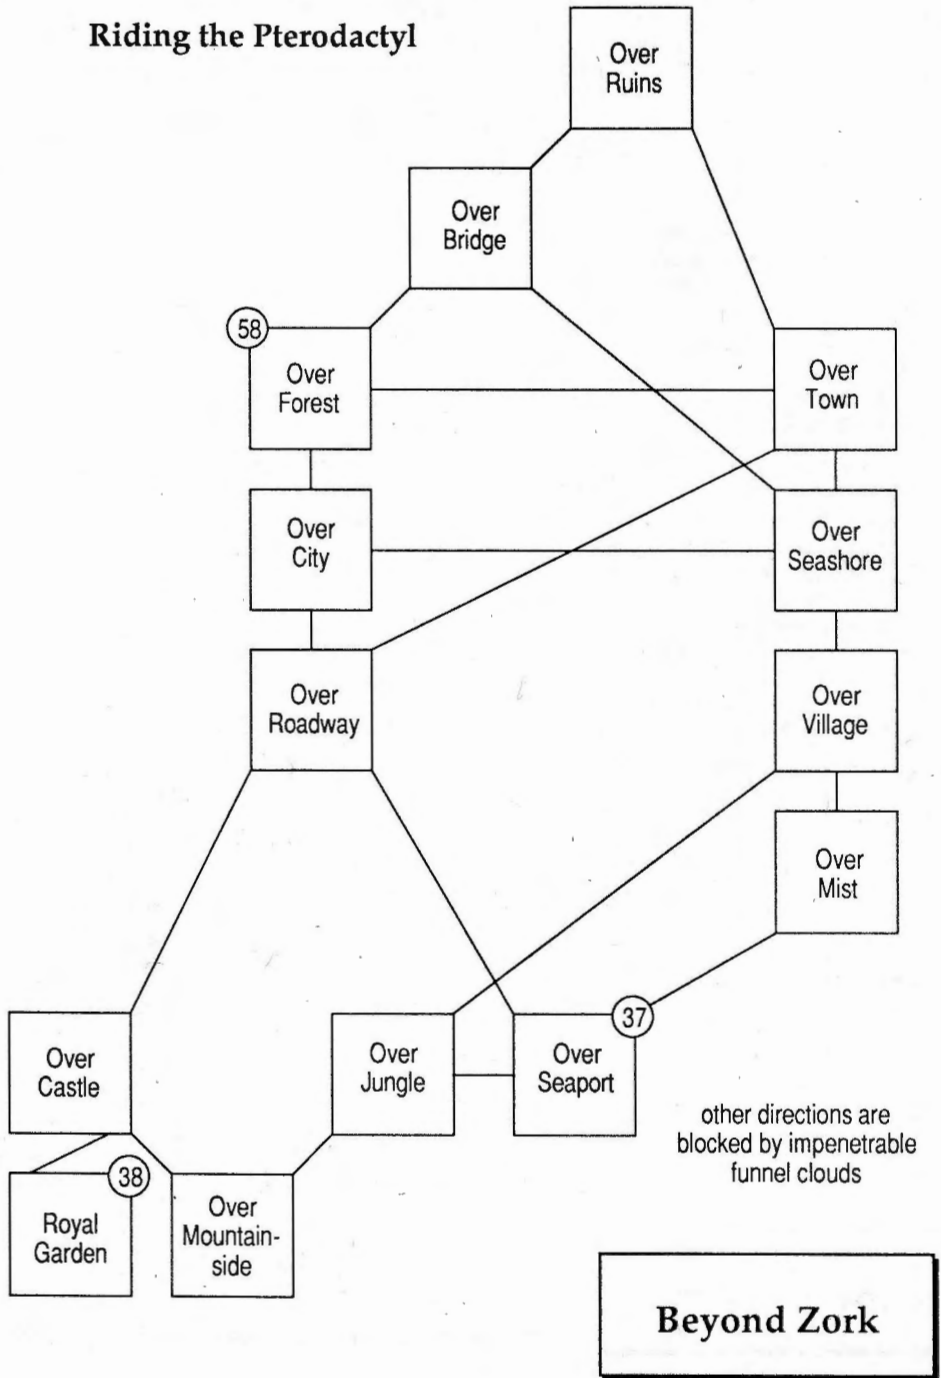 Riding the Pterodactyl
Over
Ruins
Over
Bridge
58
Over
Forest
Over
Town
Over
City
Over
Seashore
Over
Roadway
Over
Village
Over
Mist
37
Over
Castle
Over
Jungle
Over
Seaport
other directions are
blocked by impenetrable
funnel clouds
38
Royal
Garden
Over
Mountain-
side
Beyond Zork